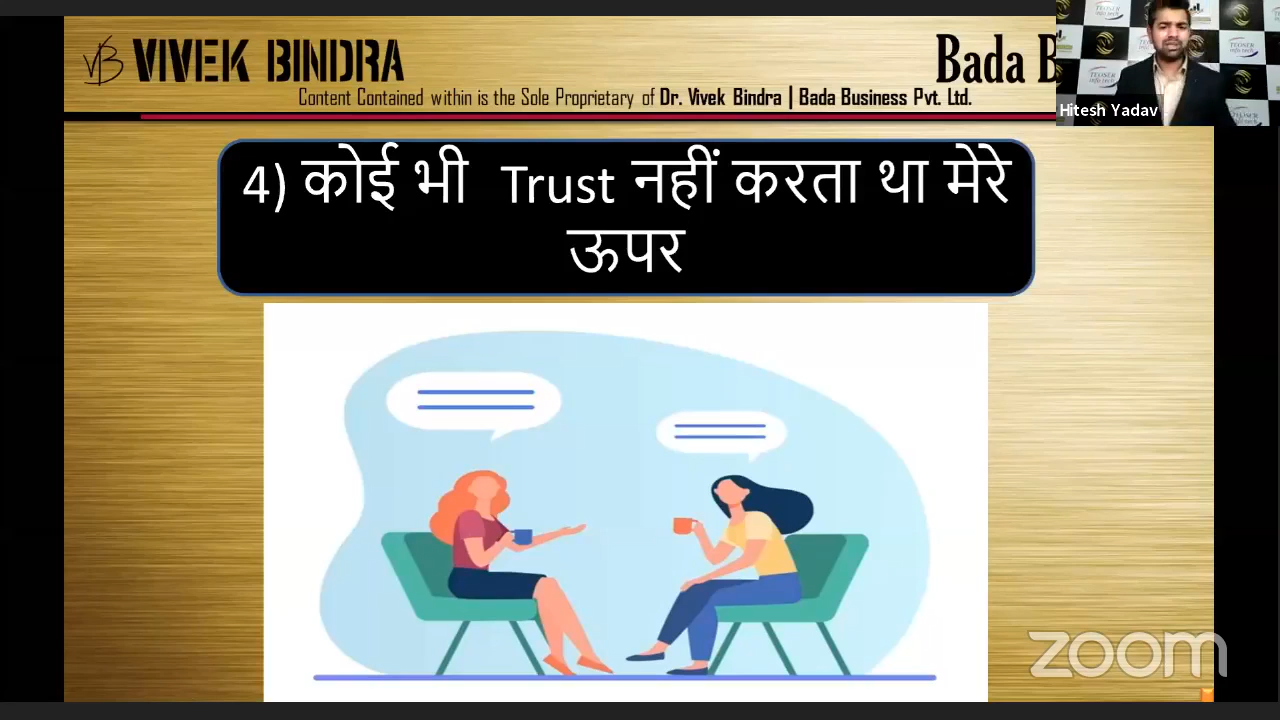 VB VIVEK BINDRA
Bada B
Content Contained within is the Sole Proprietary of Dr. Vivek Bindra | Bada Business Pvt. Ltd.
Hitesh Yadav
4) कोई भी Trust नहीं करता था मेरे
ऊपर
zoom